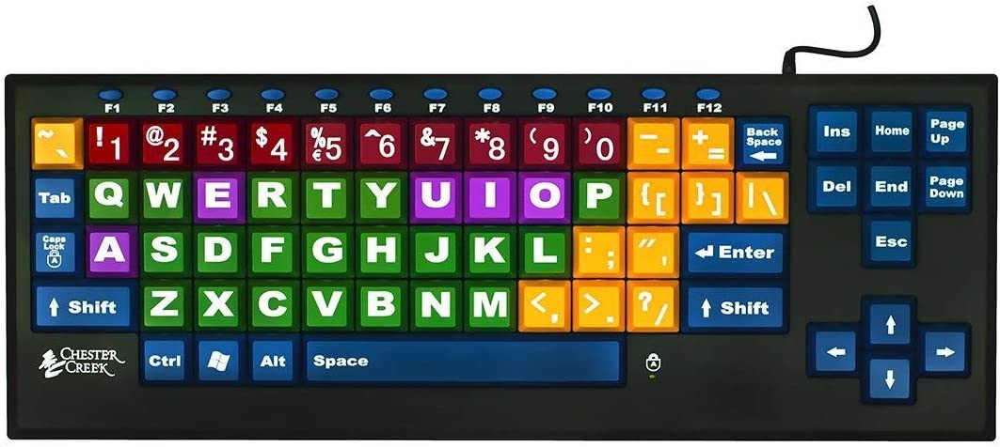 F1 F2 F3 F4 F5 F6 F7 F8 F9 F10 F11 F12
~ ` ! 1 @ 2 # 3 $ 4 % € 5 ^ 6 & 7 * 8 ( 9 ) 0 _ - + = Back Space Ins Home Page Up
Tab Q W E R T Y U I O P { [ } ] | \ Del End Page Down
Caps Lock A A S D F G H J K L : ; " ' Enter Esc
Shift Z X C V B N M < , > . ? / Shift
CHESTER CREEK Ctrl Alt Space A